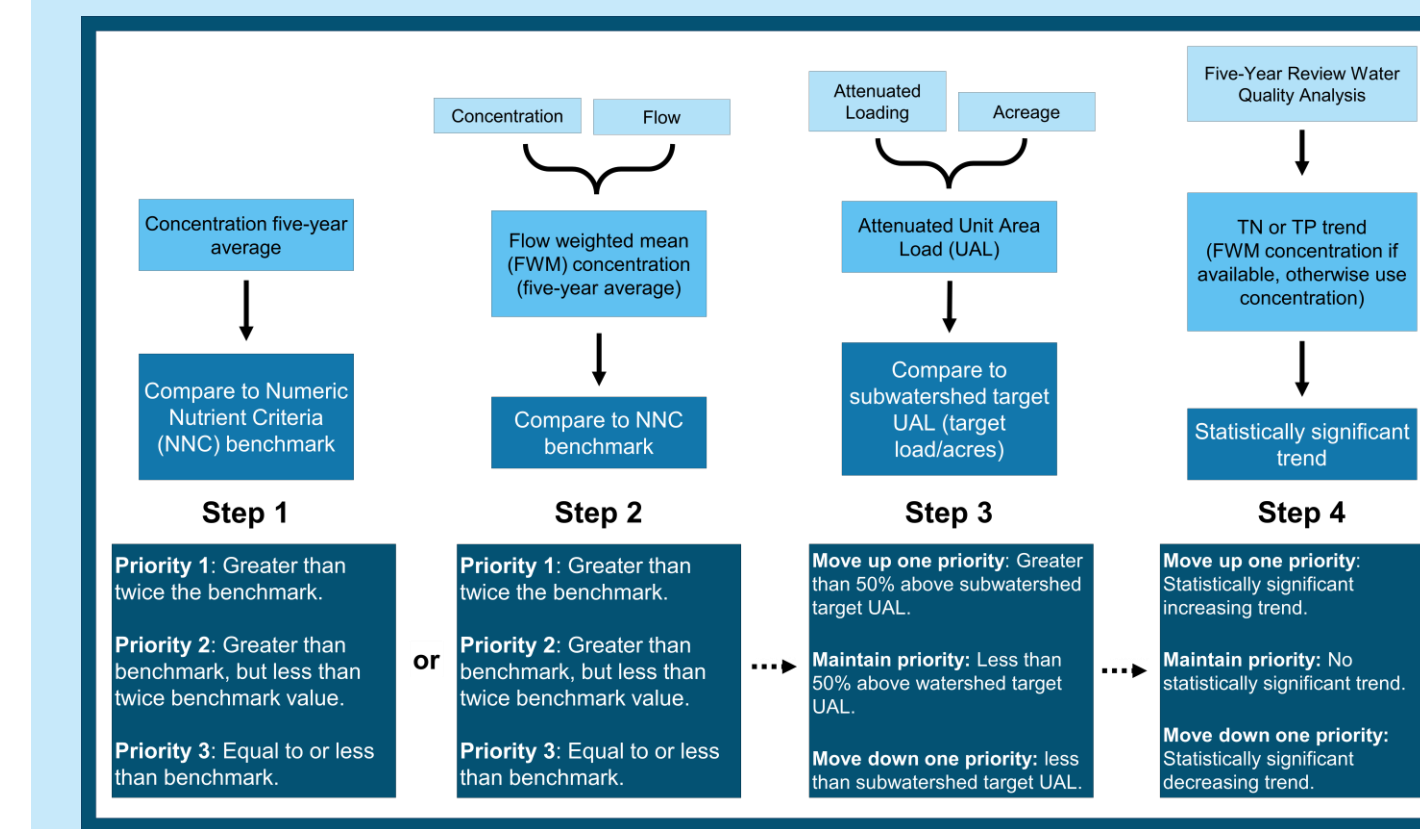 Concentration five-year
average
Compare to Numeric
Nutrient Criteria
(NNC) benchmark
Step 1
Priority 1: Greater than
twice the benchmark.
Priority 2: Greater than
benchmark, but less than
twice benchmark value.
Priority 3: Equal to or less
than benchmark.
or
Concentration
Flow
Flow weighted mean
(FWM) concentration
(five-year average)
Compare to NNC
benchmark
Step 2
Priority 1: Greater than
twice the benchmark.
Priority 2: Greater than
benchmark, but less than
twice benchmark value.
Priority 3: Equal to or less
than benchmark.
Attenuated
Loading
Acreage
Attenuated Unit Area
Load (UAL)
Compare to
subwatershed target
UAL (target
load/acres)
Step 3
Move up one priority: Greater
than 50% above subwatershed
target UAL.
Maintain priority: Less than
50% above watershed target
UAL.
Move down one priority: less
than subwatershed target UAL.
Five-Year Review Water
Quality Analysis
TN or TP trend
(FWM concentration if
available, otherwise use
concentration)
Statistically significant
trend
Step 4
Move up one priority:
Statistically significant
increasing trend.
Maintain priority: No
statistically significant trend.
Move down one priority:
Statistically significant
decreasing trend.